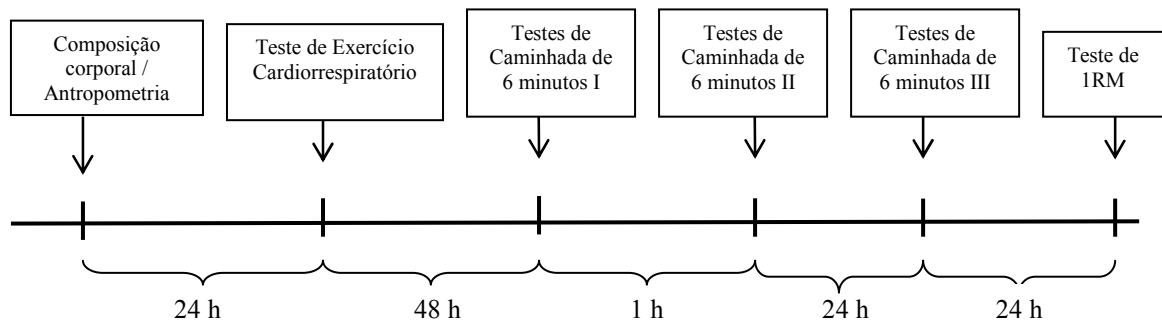 Composição
corporal /
Antropometria
Teste de Exercício
Cardiorrespiratório
Testes de
Caminhada de
6 minutos I
Testes de
Caminhada de
6 minutos II
Testes de
Caminhada de
6 minutos III
Teste de
1RM
24 h
48 h
1 h
24 h
24 h